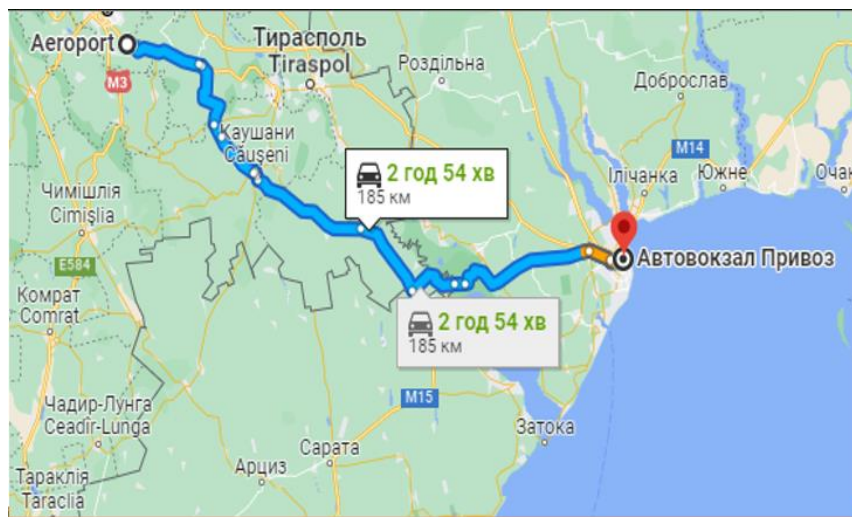 Aeroport
M3
Тирасполь
Tiraspol
Роздільна
Доброслав
Каушани
Căușeni
M14
Іллічанка
Южне
Очак
Чимішлія
Cimișlia
2 год 54 хв
185 км
Автовокзал Привоз
E584
Комрат
Comrat
2 год 54 хв
185 км
M15
Чадир-Лунга
Ceadîr-Lunga
Сарата
Затока
Арциз
Тараклія
Taraclia